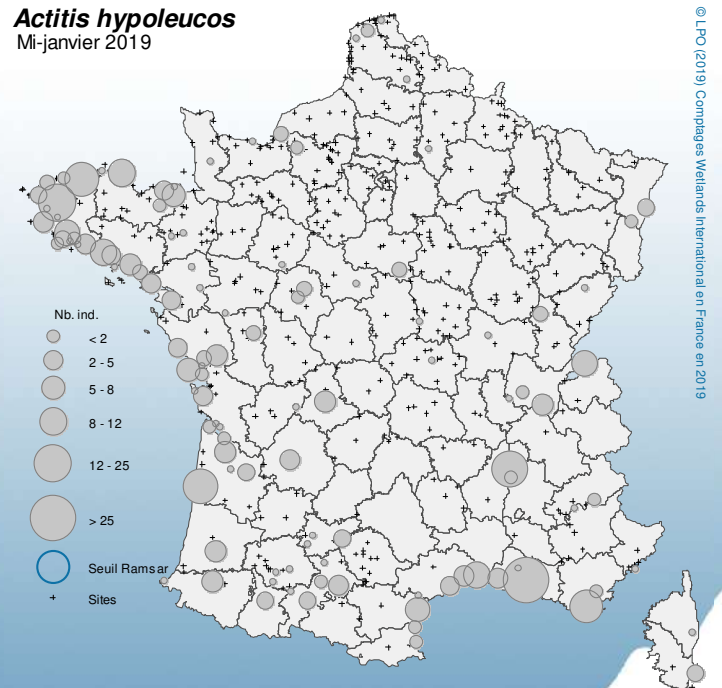 Actitis hypoleucos
Mi-janvier 2019
© LPO (2019) Comptages Wetlands International en France en 2019
Nb. ind.
< 2
2 - 5
5 - 8
8 - 12
12 - 25
> 25
Seuil Ramsar
Sites